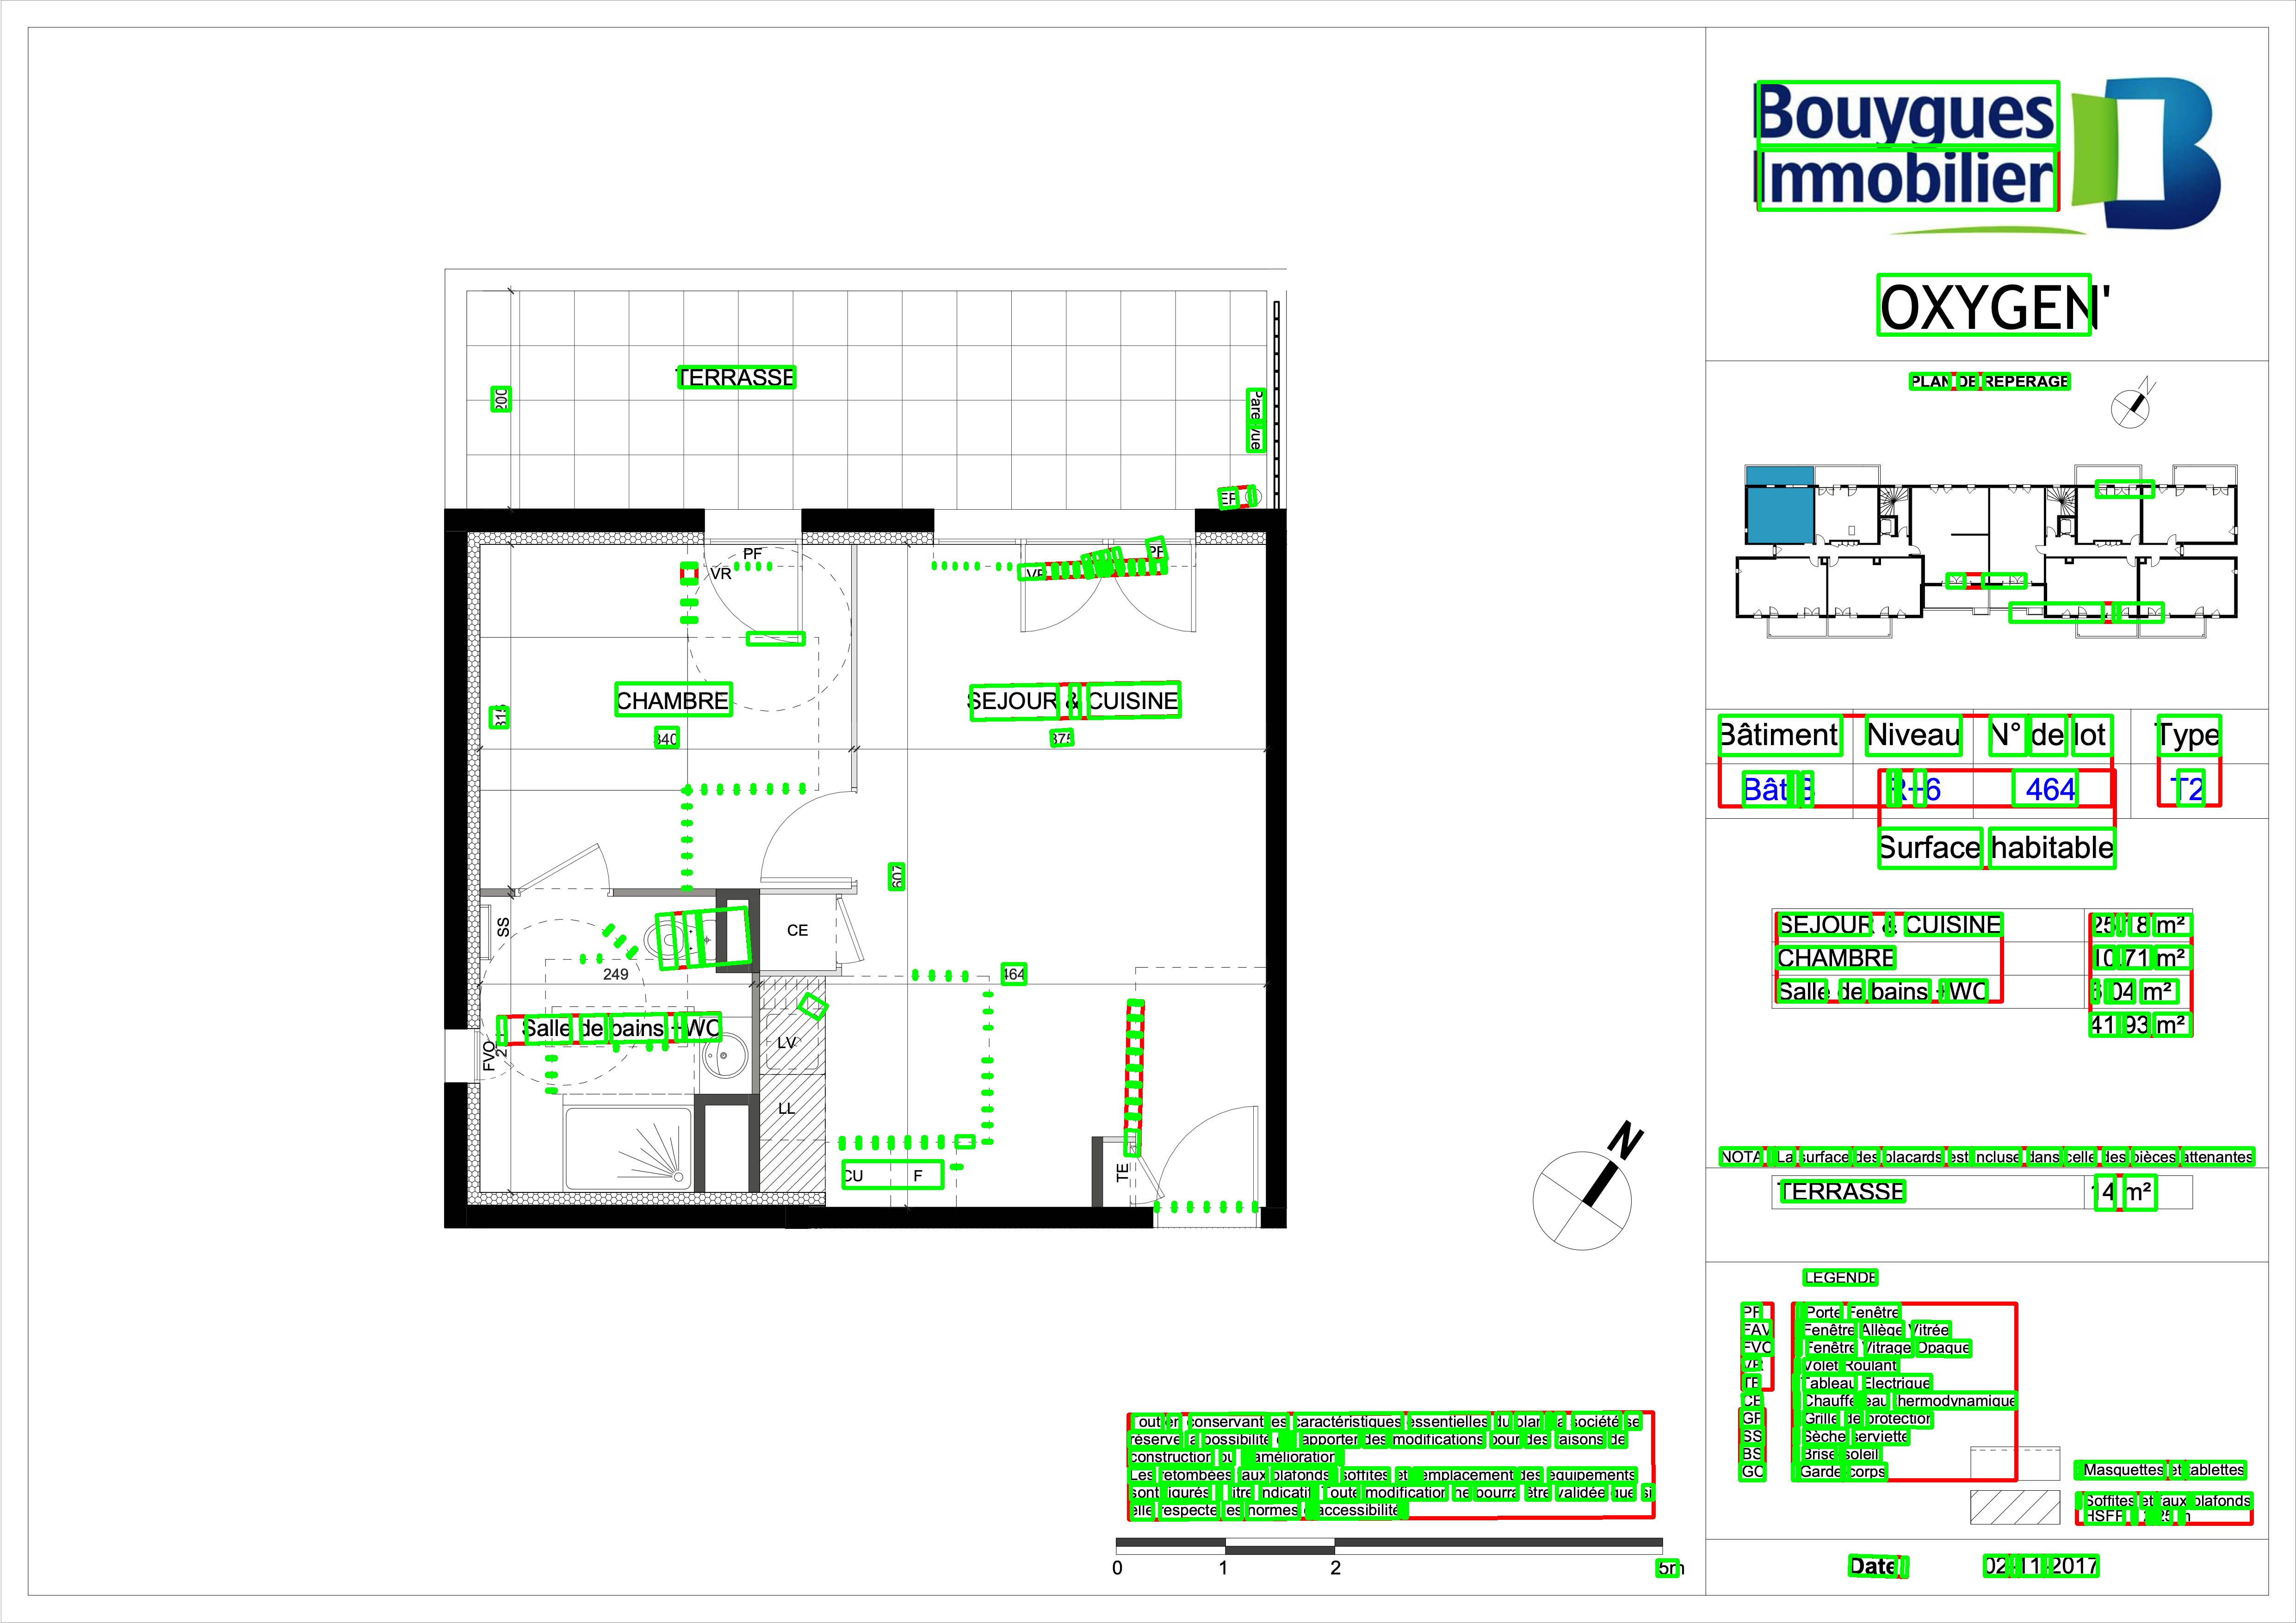 Bouygues
Immobilier
OXYGEN'
PLAN DE REPERAGE
N
Bâtiment Niveau N° de lot Type
Bât B R+6 464 T2
Surface habitable
SEJOUR & CUISINE 25.18 m²
CHAMBRE 10.71 m²
Salle de bains + WC 6.04 m²
41.93 m²
NOTA : La surface des placards est incluse dans celle des pièces attenantes
TERRASSE 14 m²
LEGENDE
PF : Porte Fenêtre
FAV : Fenêtre Allège Vitrée
FVO : Fenêtre Vitrage Opaque
VR : Volet Roulant
TE : Tableau Electrique
CE : Chauffe eau thermodynamique
GP : Grille de protection
SS : Sèche serviette
BS : Brise soleil
GC : Garde corps
: Masquettes et tablettes
: Soffites et faux plafonds
Date : 02-11-2017
TERRASSE
200
Pare vue
EP
PF
VR
PF
VR
CHAMBRE
SEJOUR & CUISINE
315
340
375
607
SS
CE
249
464
Salle de bains + WC
FVO
LV
LL
CU F
TE
N
Tout en conservant les caractéristiques essentielles du plan, la société se
réserve la possibilité d'apporter des modifications pour des raisons de
construction ou d'amélioration.
Les retombées, faux plafonds, soffites et emplacement des équipements
sont figurés à titre indicatif. Toute modification ne pourra être validée que si
elle respecte les normes d'accessibilité.
0 1 2 5m